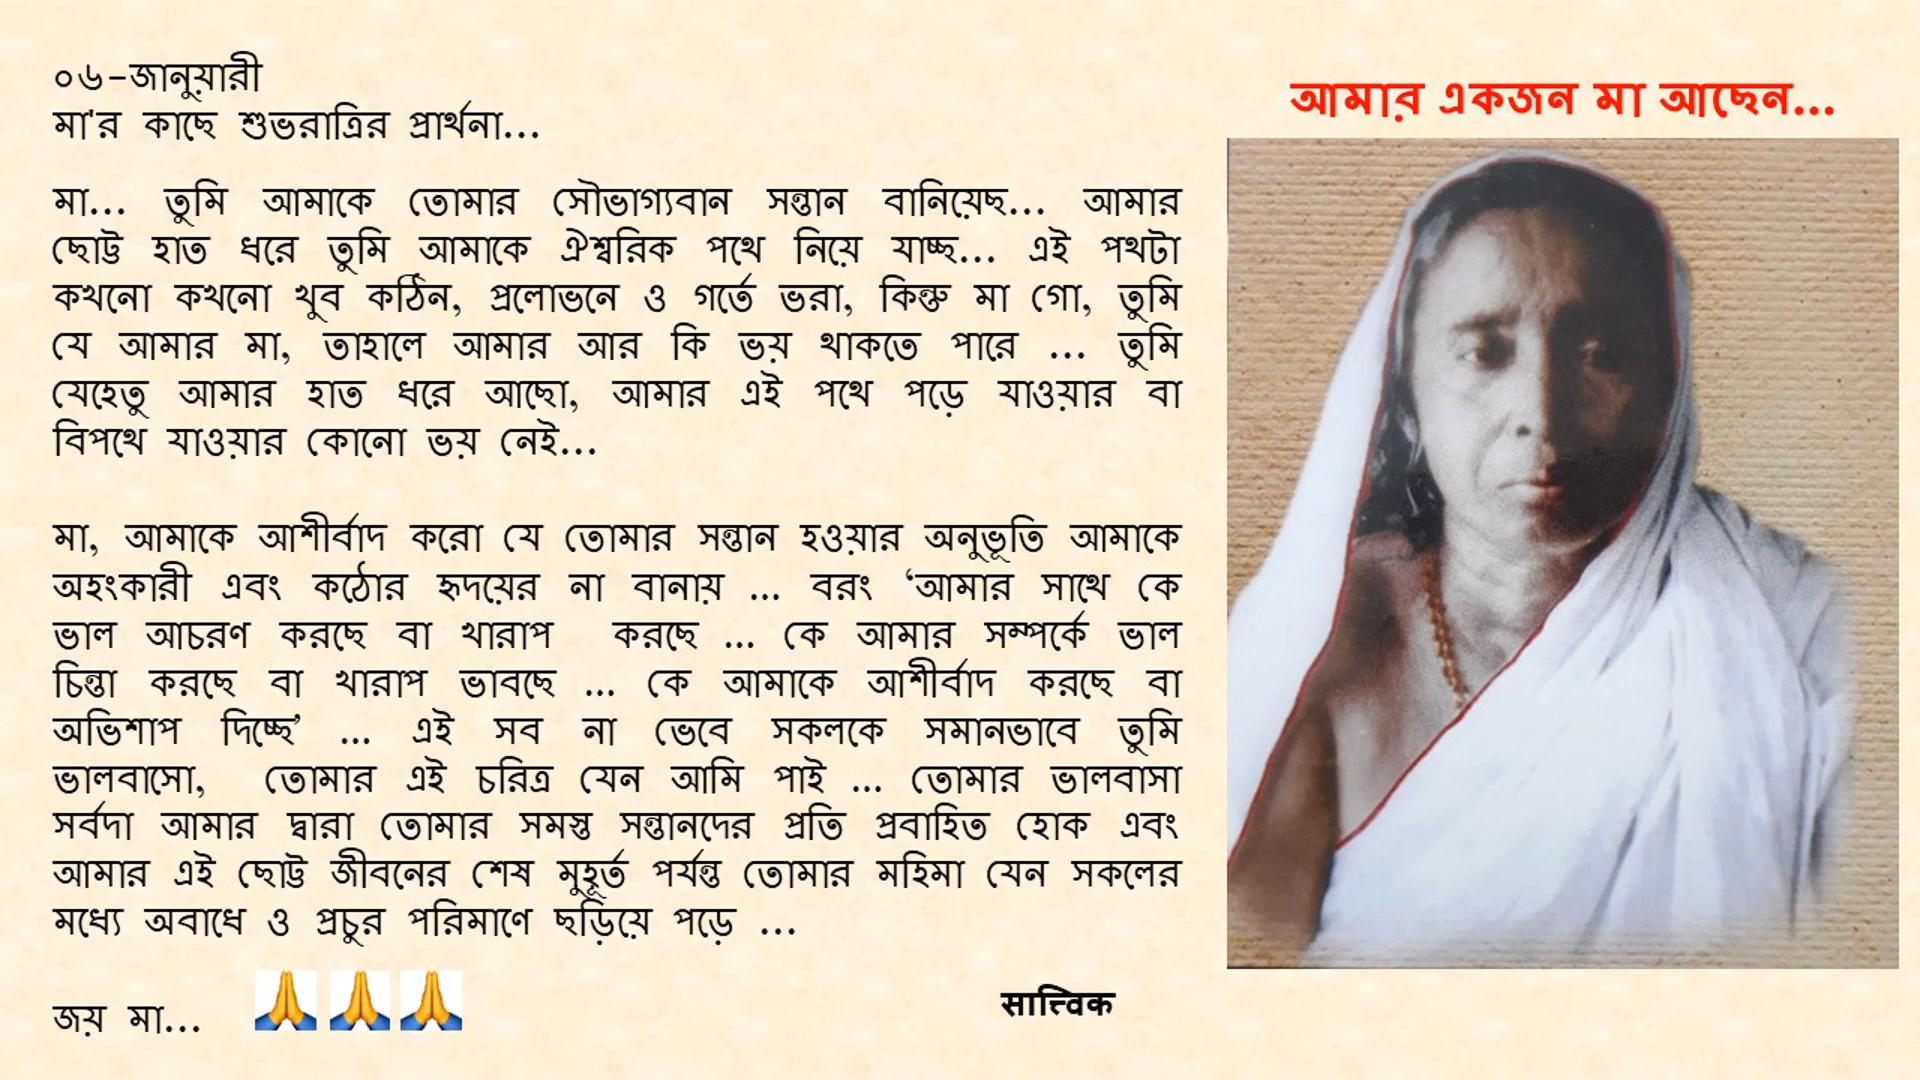 ০৬-জানুয়ারী
মা'র কাছে শুভরাত্রির প্রার্থনা...
মা... তুমি আমাকে তোমার সৌভাগ্যবান সন্তান বানিয়েছ... আমার
ছোট্ট হাত ধরে তুমি আমাকে ঐশ্বরিক পথে নিয়ে যাচ্ছ... এই পথটা
কখনো কখনো খুব কঠিন, প্রলোভনে ও গর্তে ভরা, কিন্তু মা গো, তুমি
যে আমার মা, তাহালে আমার আর কি ভয় থাকতে পারে ... তুমি
যেহেতু আমার হাত ধরে আছো, আমার এই পথে পড়ে যাওয়ার বা
বিপথে যাওয়ার কোনো ভয় নেই...
মা, আমাকে আশীর্বাদ করো যে তোমার সন্তান হওয়ার অনুভূতি আমাকে
অহংকারী এবং কঠোর হৃদয়ের না বানায় ... বরং ‘আমার সাথে কে
ভাল আচরণ করছে বা খারাপ করছে ... কে আমার সম্পর্কে ভাল
চিন্তা করছে বা খারাপ ভাবছে ... কে আমাকে আশীর্বাদ করছে বা
অভিশাপ দিচ্ছে’ ... এই সব না ভেবে সকলকে সমানভাবে তুমি
ভালবাসো, তোমার এই চরিত্র যেন আমি পাই ... তোমার ভালবাসা
সর্বদা আমার দ্বারা তোমার সমস্ত সন্তানদের প্রতি প্রবাহিত হোক এবং
আমার এই ছোট্ট জীবনের শেষ মুহূর্ত পর্যন্ত তোমার মহিমা যেন সকলের
মধ্যে অবাধে ও প্রচুর পরিমাণে ছড়িয়ে পড়ে ...
জয় মা... 🙏🙏🙏
सात्त्विक
আমার একজন মা আছেন...